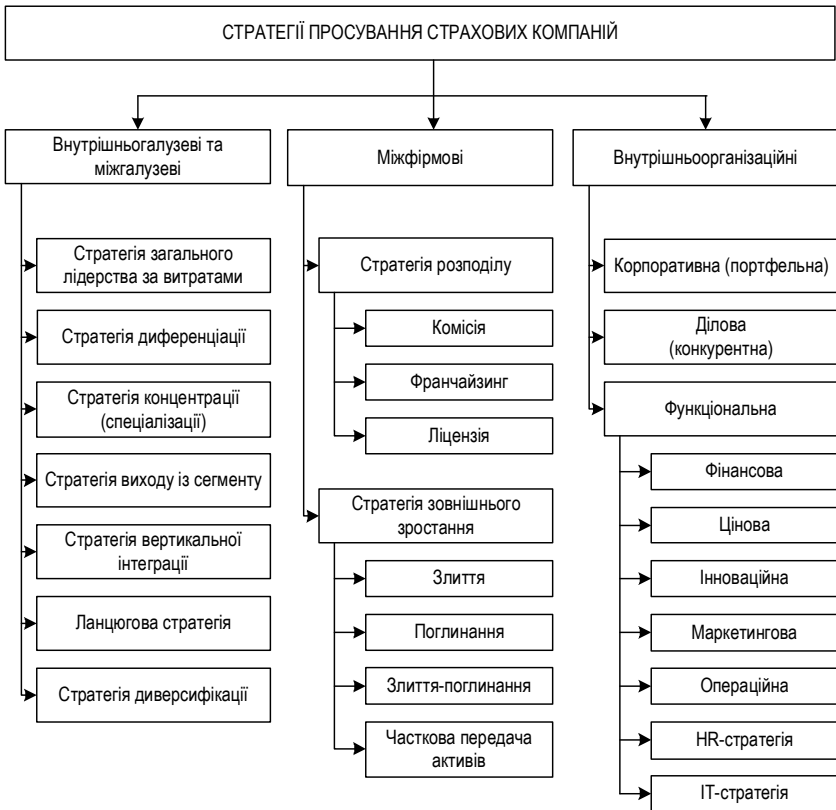 СТРАТЕГІЇ ПРОСУВАННЯ СТРАХОВИХ КОМПАНІЙ
Внутрішньогалузеві та
міжгалузеві
Стратегія загального
лідерства за витратами
Стратегія диференціації
Стратегія концентрації
(спеціалізації)
Стратегія виходу із сегменту
Стратегія вертикальної
інтеграції
Ланцюгова стратегія
Стратегія диверсифікації
Міжфірмові
Стратегія розподілу
Комісія
Франчайзинг
Ліцензія
Стратегія зовнішнього
зростання
Злиття
Поглинання
Злиття-поглинання
Часткова передача
активів
Внутрішньоорганізаційні
Корпоративна (портфельна)
Ділова
(конкурентна)
Функціональна
Фінансова
Цінова
Інноваційна
Маркетингова
Операційна
HR-стратегія
IT-стратегія